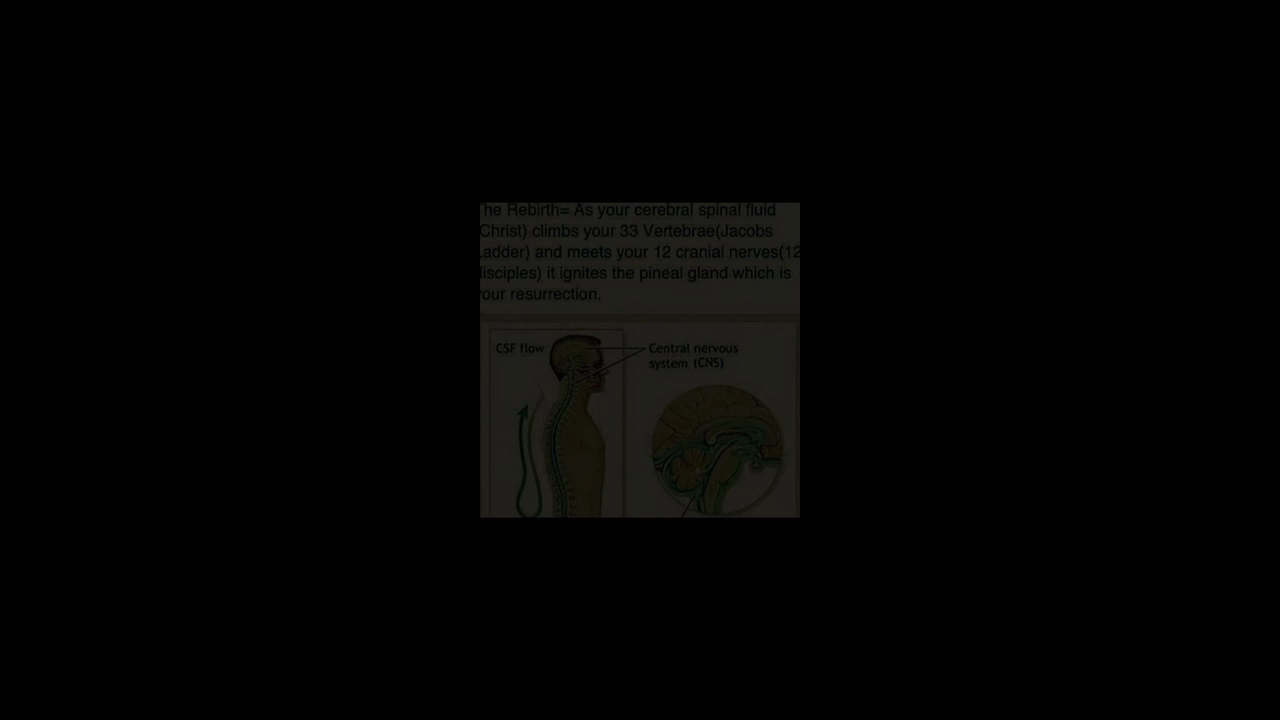 he Rebirth= As your cerebral spinal fluid
Christ) climbs your 33 Vertebrae(Jacobs
adder) and meets your 12 cranial nerves(12
isciples) it ignites the pineal gland which is
our resurrection.
CSF flow
Central nervous
system (CNS)